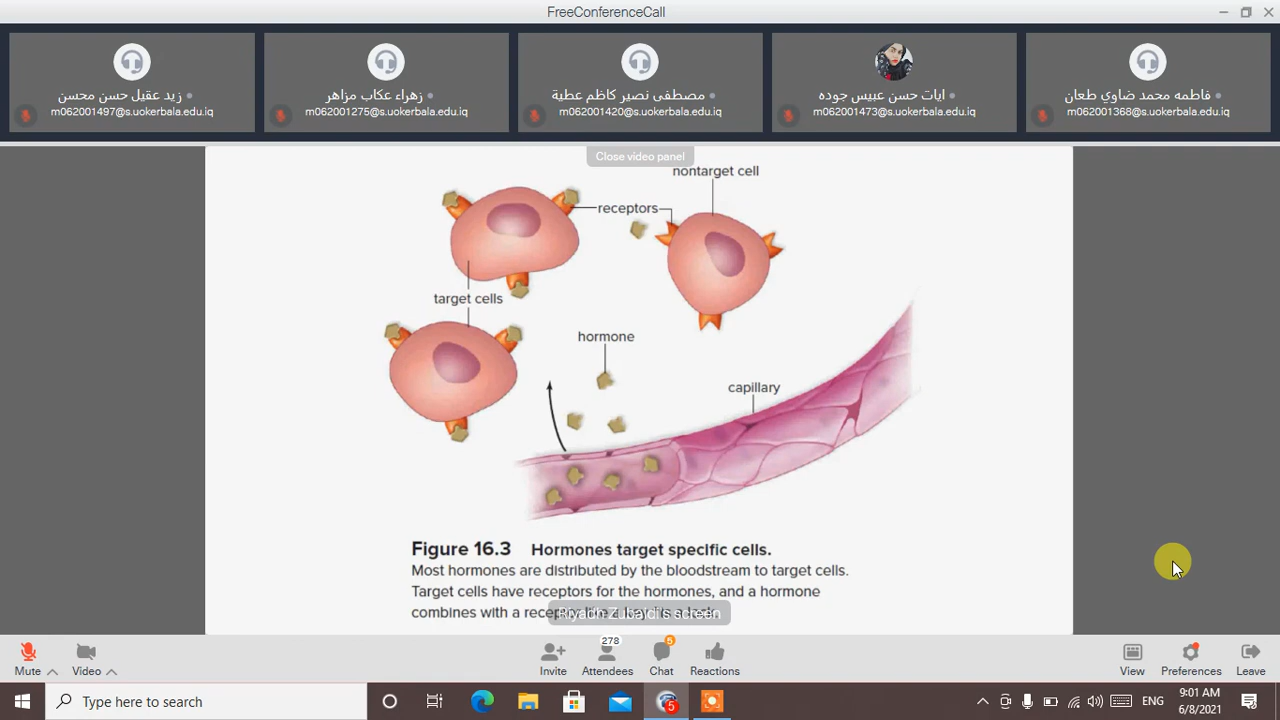 FreeConferenceCall
زيد عقيل حسن محسن
m062001497@s.uokerbala.edu.iq
زهراء عكاب مزاهر
m062001275@s.uokerbala.edu.iq
مصطفى نصير كاظم عطية
m062001420@s.uokerbala.edu.iq
ايات حسن عبيس جوده
m062001473@s.uokerbala.edu.iq
فاطمه محمد ضاوي طعان
m062001368@s.uokerbala.edu.iq
Close video panel
nontarget cell
receptors
target cells
hormone
capillary
Figure 16.3 Hormones target specific cells.
Most hormones are distributed by the bloodstream to target cells.
Target cells have receptors for the hormones, and a hormone
combines with a
Riyadh Zubaidi's screen
Mute
Video
Invite
278
Attendees
5
Chat
Reactions
View
Preferences
Leave
Type here to search
5
ENG
9:01 AM
6/8/2021